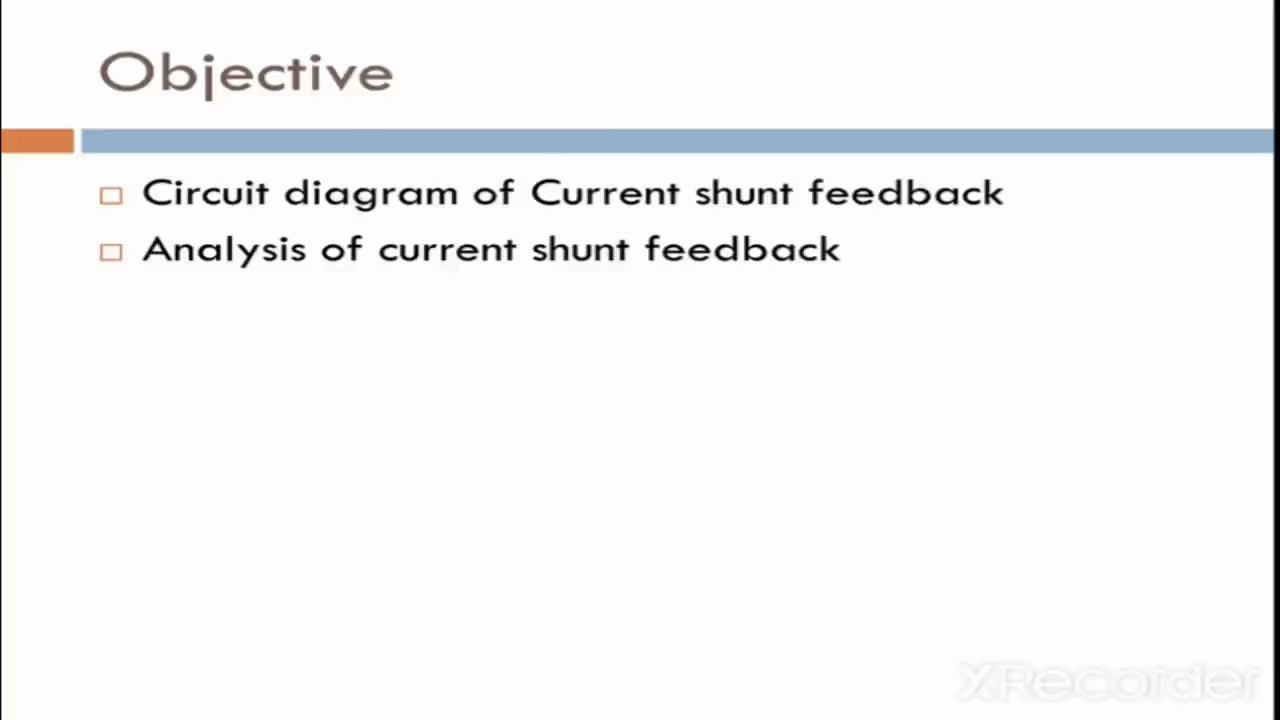 Objective
Circuit diagram of Current shunt feedback
Analysis of current shunt feedback
XRecorder